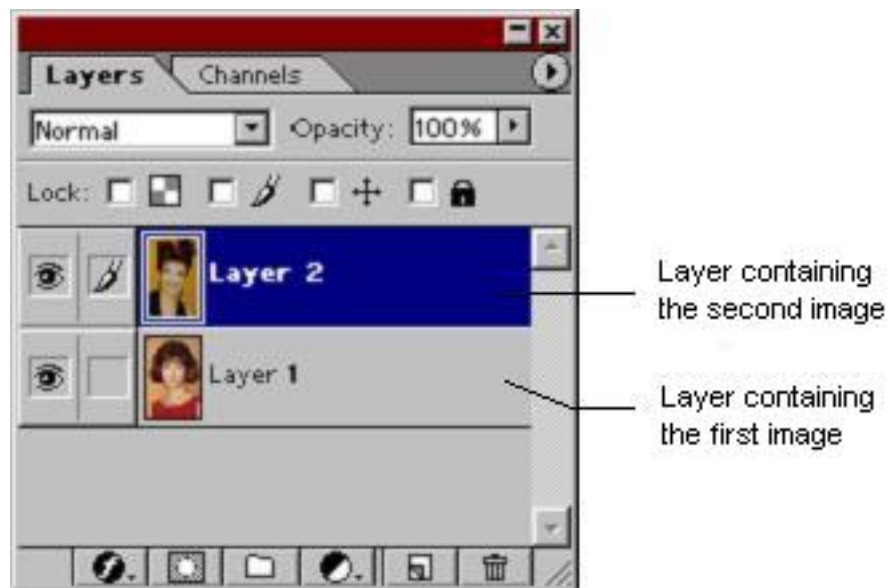 Layers Channels
Normal Opacity: 100%
Lock:
Layer 2
Layer containing
the second image
Layer 1
Layer containing
the first image